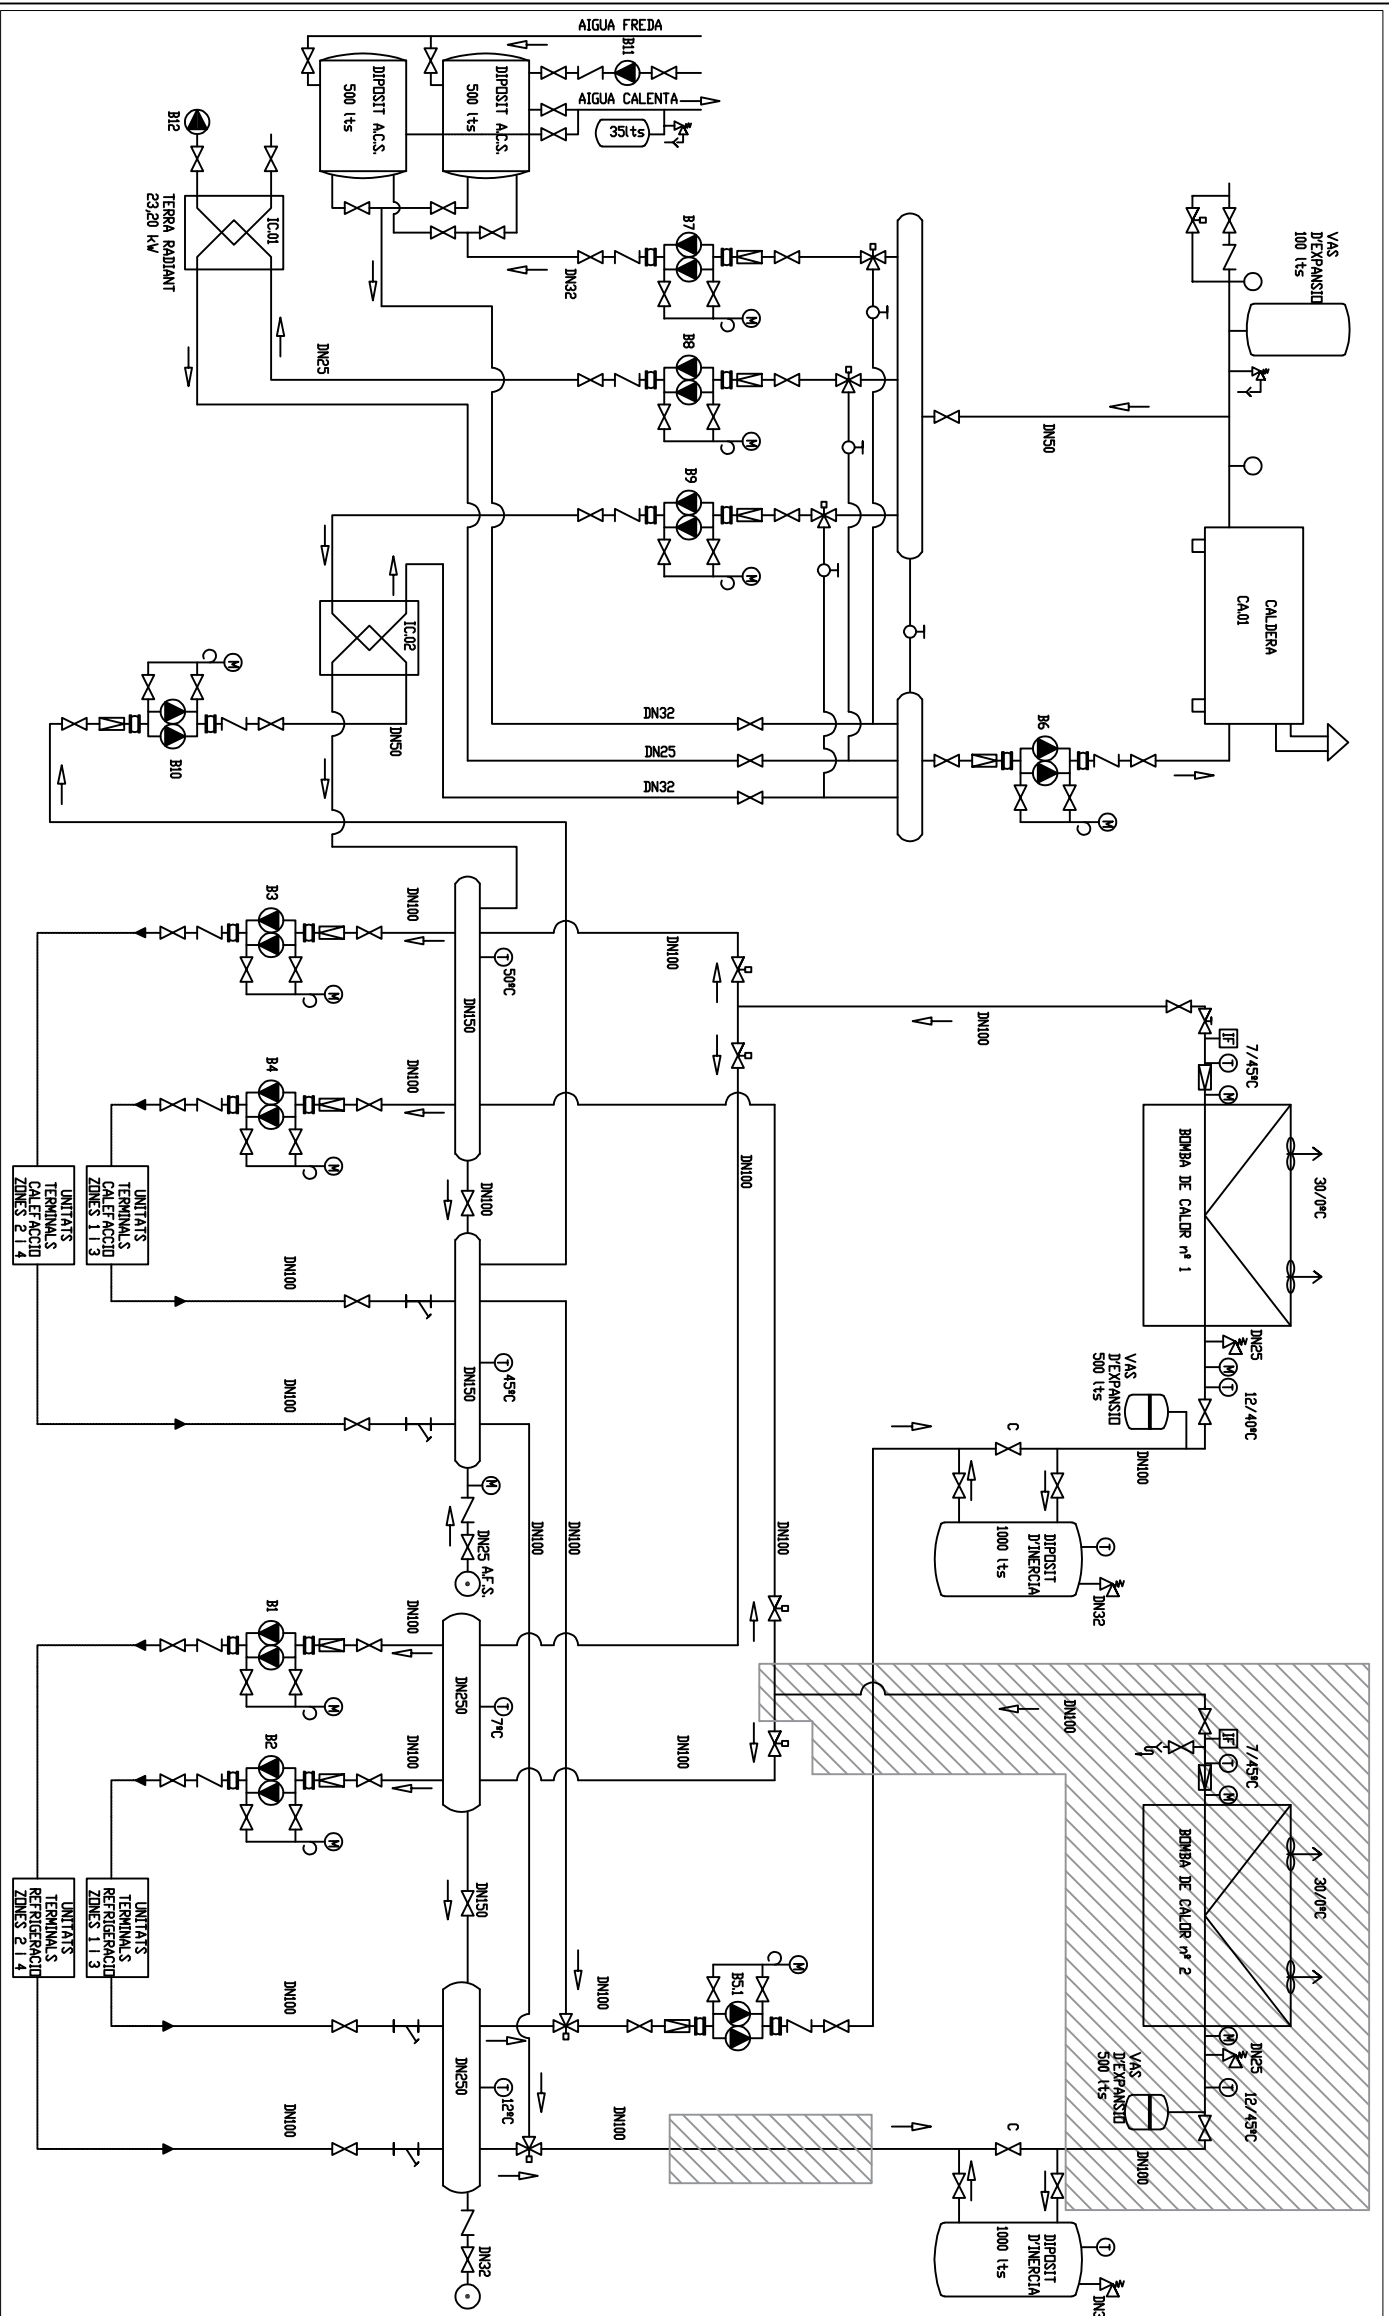 AIGUA FREDA
B11
AIGUA CALENTA
35lts
DIPOSIT A.C.S.
500 lts
DIPOSIT A.C.S.
500 lts
B12
IC.01
TERRA RADIANT
23,20 kW
DN32
DN25
B7
M
B8
M
B9
M
VAS
D'EXPANSIO
100 lts
DN50
CALDERA
CA.01
B6
M
IC.02
M
B10
DN50
DN32
DN25
DN32
B3
M
DN100
DN150
T
50ºC
DN100
B4
M
DN100
DN100
DN100
DN100
7/45ºC
IF
T
M
BOMBA DE CALOR nº 1
30/0ºC
DN25
M
T
12/40ºC
VAS
D'EXPANSIO
500 lts
DN100
C
DIPOSIT
D'INERCIA
1000 lts
T
DN32
UNITATS
TERMINALS
CALEFACCIO
ZONES 1 I 3
UNITATS
TERMINALS
CALEFACCIO
ZONES 2 I 4
DN100
DN100
DN150
T
45ºC
M
DN25 A.F.S.
DN100
DN100
DN100
B1
M
DN100
DN250
T
7ºC
B2
M
DN100
DN100
DN100
7/45ºC
IF
T
M
BOMBA DE CALOR nº 2
30/0ºC
DN25
M
T
12/45ºC
VAS
D'EXPANSIO
500 lts
DN100
C
DIPOSIT
D'INERCIA
1000 lts
T
DN3
UNITATS
TERMINALS
REFRIGERACIO
ZONES 1 I 3
UNITATS
TERMINALS
REFRIGERACIO
ZONES 2 I 4
DN150
B5.1
M
DN100
DN100
DN100
DN250
T
12ºC
DN100
DN32